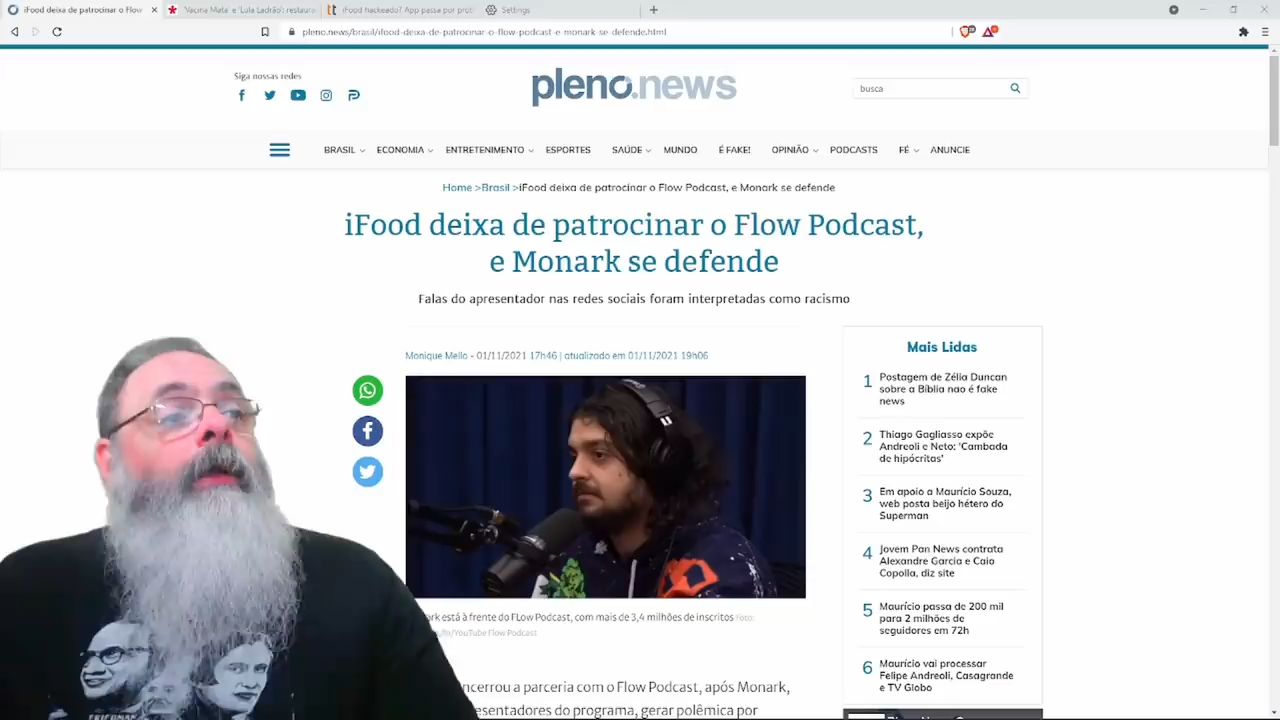 iFood deixa de patrocinar o Flow
'Vacina Mata' e 'Lula Ladrão': restaur
iFood hackeado? App passa por prob
Settings
pleno.news/brasil/ifood-deixa-de-patrocinar-o-flow-podcast-e-monark-se-defende.html
Siga nossas redes
pleno.news
busca
BRASIL ECONOMIA ENTRETENIMENTO ESPORTES SAÚDE MUNDO É FAKE! OPINIÃO PODCASTS FÉ ANUNCIE
Home >Brasil >iFood deixa de patrocinar o Flow Podcast, e Monark se defende
iFood deixa de patrocinar o Flow Podcast,
e Monark se defende
Falas do apresentador nas redes sociais foram interpretadas como racismo
Monique Mello - 01/11/2021 17h46 | atualizado em 01/11/2021 19h06
ark está à frente do FLow Podcast, com mais de 3,4 milhões de inscritos Foto:
/YouTube Flow Podcast
ncerrou a parceria com o Flow Podcast, após Monark,
esentadores do programa, gerar polêmica por
Mais Lidas
1 Postagem de Zélia Duncan
sobre a Bíblia nao é fake
news
2 Thiago Gagliasso expõe
Andreoli e Neto: 'Cambada
de hipócritas'
3 Em apoio a Maurício Souza,
web posta beijo hétero do
Superman
4 Jovem Pan News contrata
Alexandre Garcia e Caio
Copolla, diz site
5 Maurício passa de 200 mil
para 2 milhões de
seguidores em 72h
6 Maurício vai processar
Felipe Andreoli, Casagrande
e TV Globo